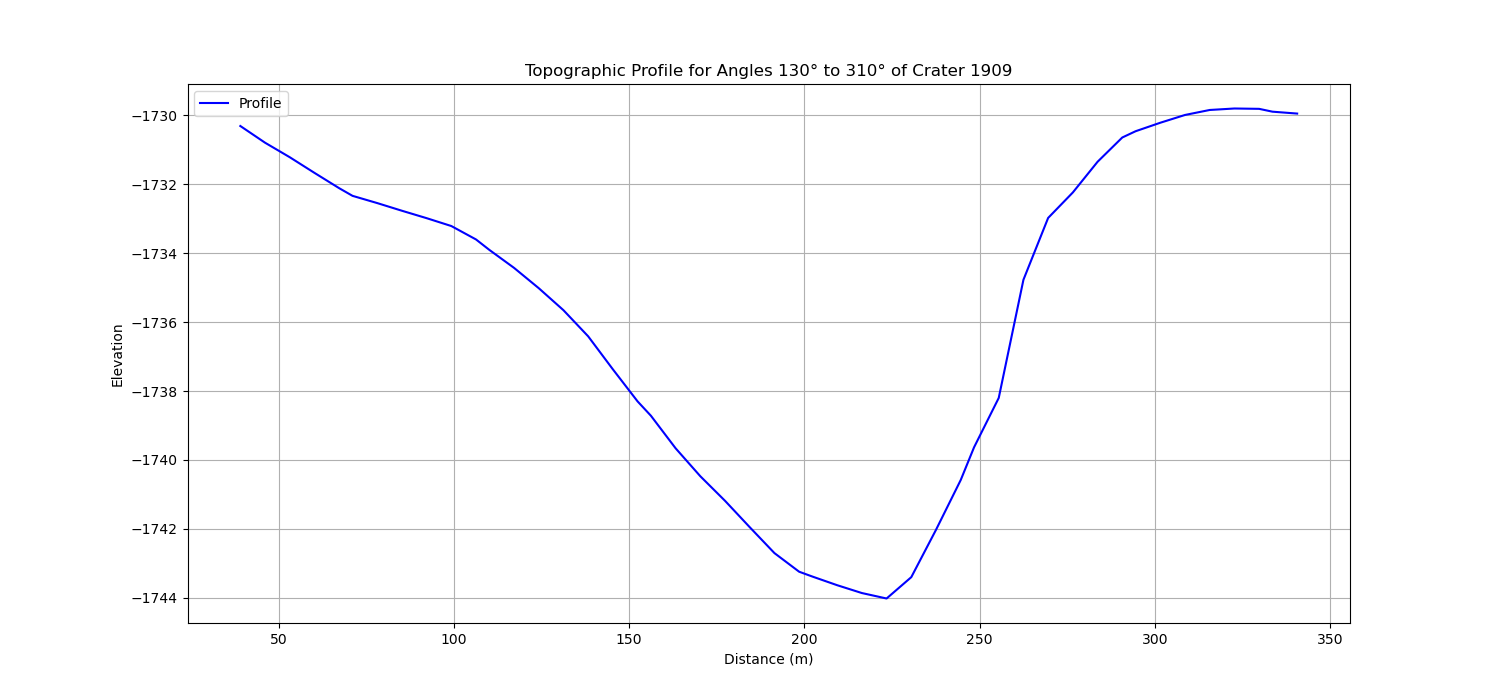 Topographic Profile for Angles 130° to 310° of Crater 1909
Profile
−1730
−1732
−1734
−1736
−1738
−1740
−1742
−1744
Elevation
50 100 150 200 250 300 350
Distance (m)